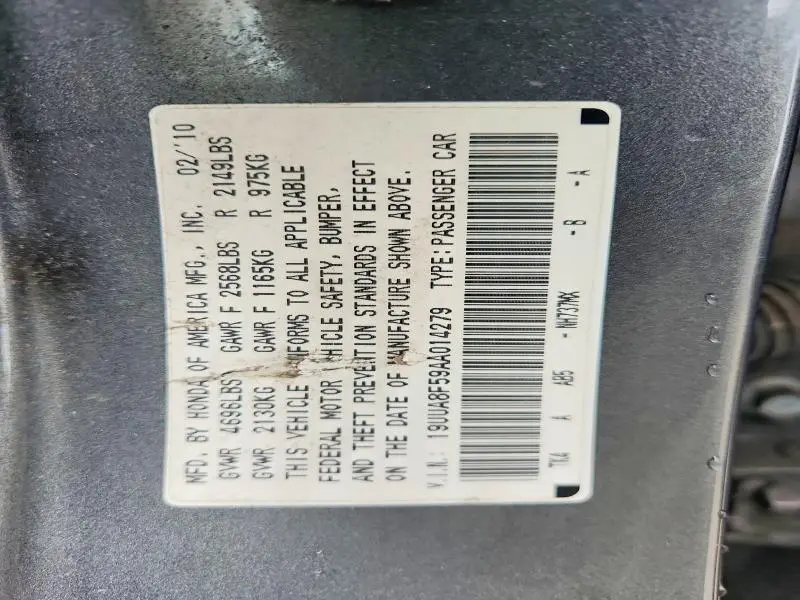 MFD. BY HONDA OF AMERICA MFG., INC. 02/'10
GVWR 4696LBS GAWR F 2568LBS R 2149LBS
GVWR 2130KG GAWR F 1165KG R 975KG
THIS VEHICLE CONFORMS TO ALL APPLICABLE
FEDERAL MOTOR VEHICLE SAFETY, BUMPER,
AND THEFT PREVENTION STANDARDS IN EFFECT
ON THE DATE OF MANUFACTURE SHOWN ABOVE.
V.I.N.: 19UUA8F59AA014279 TYPE:PASSENGER CAR
TK4 A AB5 - NH737MX - B - A